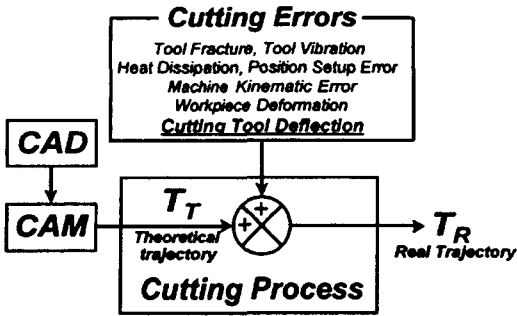 Cutting Errors
Tool Fracture, Tool Vibration
Heat Dissipation, Position Setup Error
Machine Kinematic Error
Workpiece Deformation
Cutting Tool Deflection
CAD
CAM
T_T
Theoretical
trajectory
+
+
T_R
Real Trajectory
Cutting Process